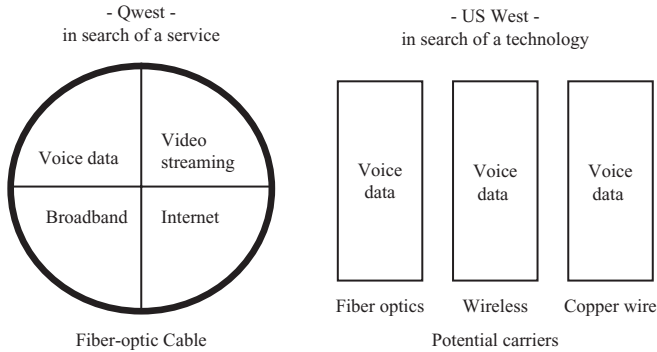 - Qwest -
in search of a service
Voice data
Video
streaming
Broadband
Internet
Fiber-optic Cable
- US West -
in search of a technology
Voice
data
Voice
data
Voice
data
Fiber optics
Wireless
Copper wire
Potential carriers